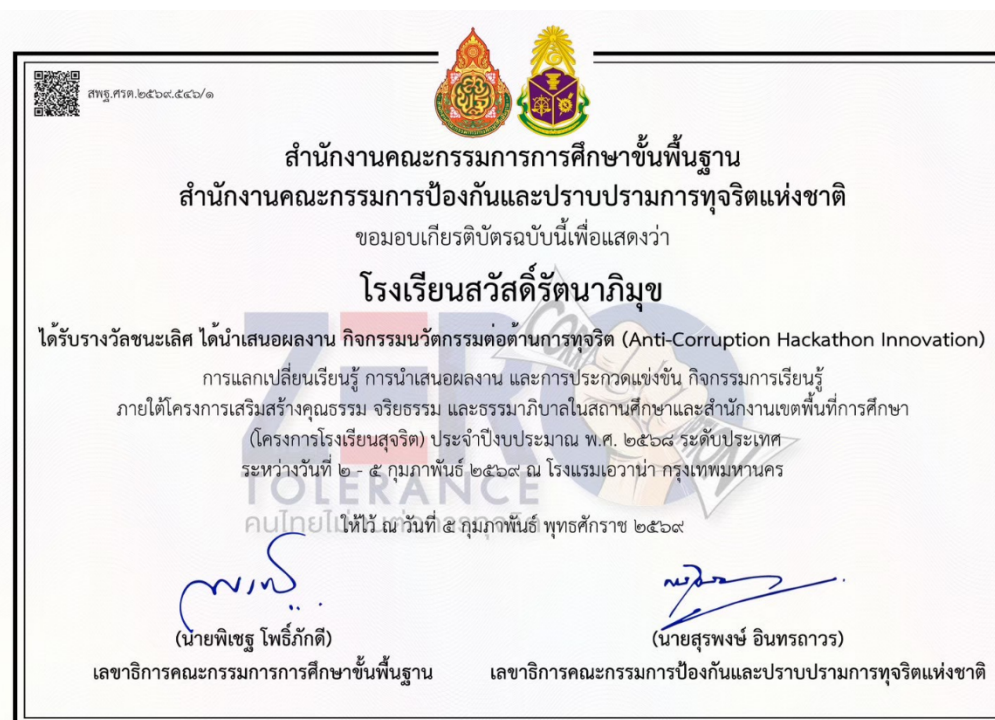 สพฐ.ศรต.๒๕๖๙.๕๔๖/๑
สำนักงานคณะกรรมการการศึกษาขั้นพื้นฐาน
สำนักงานคณะกรรมการป้องกันและปราบปรามการทุจริตแห่งชาติ
ขอมอบเกียรติบัตรฉบับนี้เพื่อแสดงว่า
โรงเรียนสวัสดิ์รัตนาภิมุข
ได้รับรางวัลชนะเลิศ ได้นำเสนอผลงาน กิจกรรมนวัตกรรมต่อต้านการทุจริต (Anti-Corruption Hackathon Innovation)
การแลกเปลี่ยนเรียนรู้ การนำเสนอผลงาน และการประกวดแข่งขัน กิจกรรมการเรียนรู้
ภายใต้โครงการเสริมสร้างคุณธรรม จริยธรรม และธรรมาภิบาลในสถานศึกษาและสำนักงานเขตพื้นที่การศึกษา
(โครงการโรงเรียนสุจริต) ประจำปีงบประมาณ พ.ศ. ๒๕๖๘ ระดับประเทศ
ระหว่างวันที่ ๒ - ๕ กุมภาพันธ์ ๒๕๖๙ ณ โรงแรมเอวาน่า กรุงเทพมหานคร
ZERO
TOLERANCE
คนไทยไม่
ให้ไว้ ณ วันที่ ๕ กุมภาพันธ์ พุทธศักราช ๒๕๖๙
(นายพิเชฐ โพธิ์ภักดี)
เลขาธิการคณะกรรมการการศึกษาขั้นพื้นฐาน
(นายสุรพงษ์ อินทรถาวร)
เลขาธิการคณะกรรมการป้องกันและปราบปรามการทุจริตแห่งชาติ